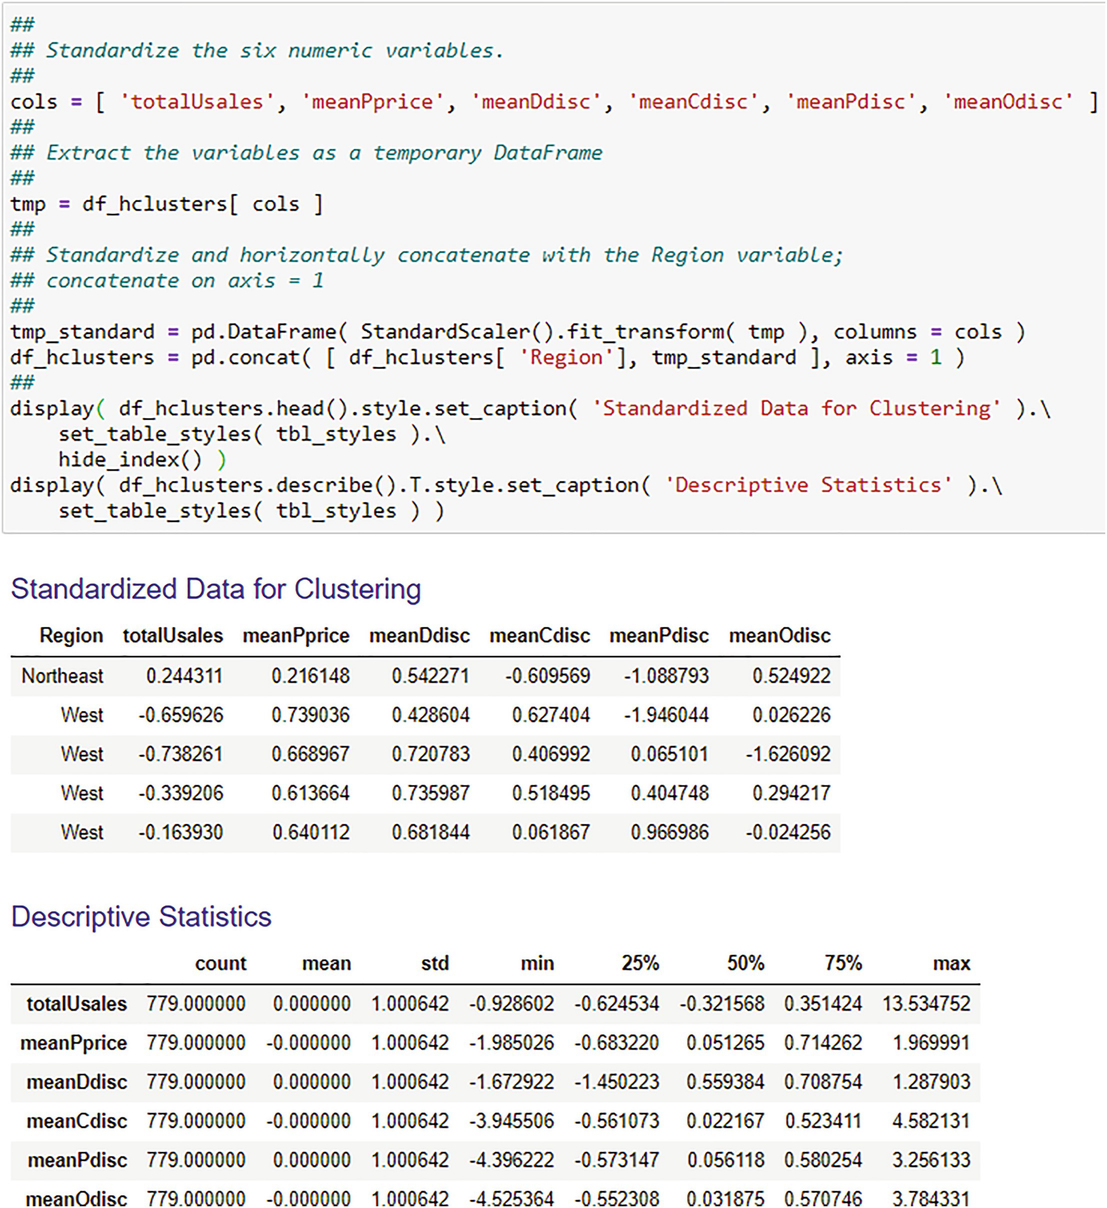 ##
## Standardize the six numeric variables.
##
cols = [ 'totalUsales', 'meanPprice', 'meanDdisc', 'meanCdisc', 'meanPdisc', 'meanOdisc' ]
##
## Extract the variables as a temporary DataFrame
##
tmp = df_hclusters[ cols ]
##
## Standardize and horizontally concatenate with the Region variable;
## concatenate on axis = 1
##
tmp_standard = pd.DataFrame( StandardScaler().fit_transform( tmp ), columns = cols )
df_hclusters = pd.concat( [ df_hclusters[ 'Region'], tmp_standard ], axis = 1 )
##
display( df_hclusters.head().style.set_caption( 'Standardized Data for Clustering' ).\
    set_table_styles( tbl_styles ).\
    hide_index() )
display( df_hclusters.describe().T.style.set_caption( 'Descriptive Statistics' ).\
    set_table_styles( tbl_styles ) )
Standardized Data for Clustering
Region totalUsales meanPprice meanDdisc meanCdisc meanPdisc meanOdisc
Northeast 0.244311 0.216148 0.542271 -0.609569 -1.088793 0.524922
West -0.659626 0.739036 0.428604 0.627404 -1.946044 0.026226
West -0.738261 0.668967 0.720783 0.406992 0.065101 -1.626092
West -0.339206 0.613664 0.735987 0.518495 0.404748 0.294217
West -0.163930 0.640112 0.681844 0.061867 0.966986 -0.024256
Descriptive Statistics
count mean std min 25% 50% 75% max
totalUsales 779.000000 0.000000 1.000642 -0.928602 -0.624534 -0.321568 0.351424 13.534752
meanPprice 779.000000 -0.000000 1.000642 -1.985026 -0.683220 0.051265 0.714262 1.969991
meanDdisc 779.000000 0.000000 1.000642 -1.672922 -1.450223 0.559384 0.708754 1.287903
meanCdisc 779.000000 -0.000000 1.000642 -3.945506 -0.561073 0.022167 0.523411 4.582131
meanPdisc 779.000000 0.000000 1.000642 -4.396222 -0.573147 0.056118 0.580254 3.256133
meanOdisc 779.000000 -0.000000 1.000642 -4.525364 -0.552308 0.031875 0.570746 3.784331